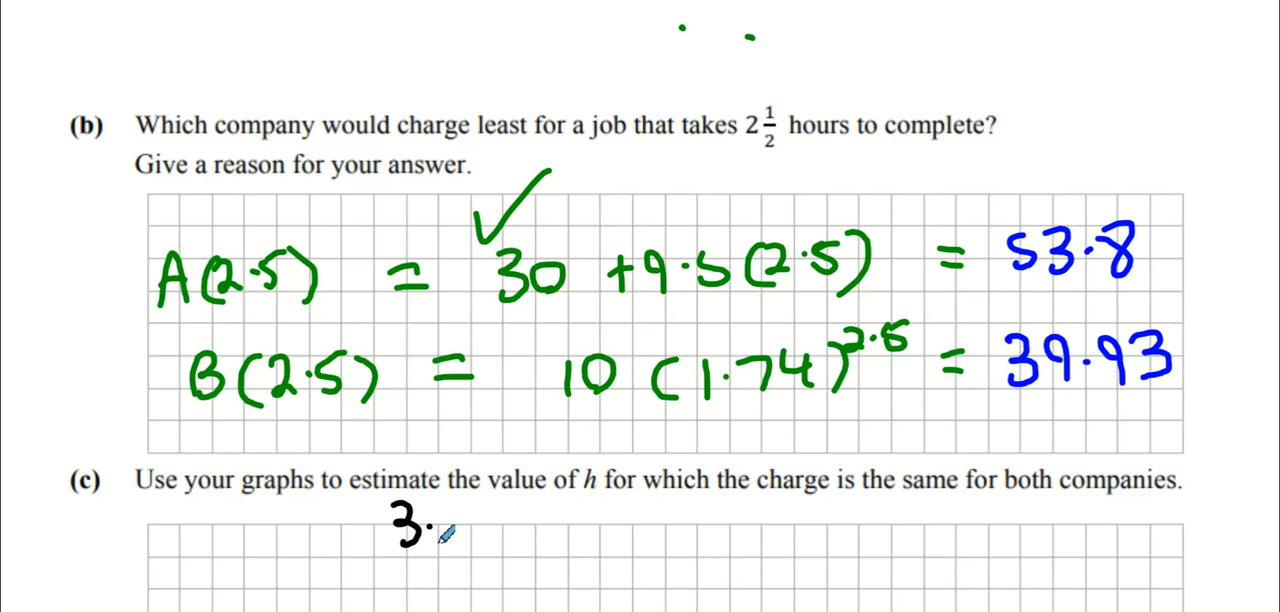 (b) Which company would charge least for a job that takes 2 1/2 hours to complete?
Give a reason for your answer.
A(2.5) = 30 + 9.5(2.5) = 53.8
B(2.5) = 10 (1.74)^2.5 = 39.93
(c) Use your graphs to estimate the value of h for which the charge is the same for both companies.
3.